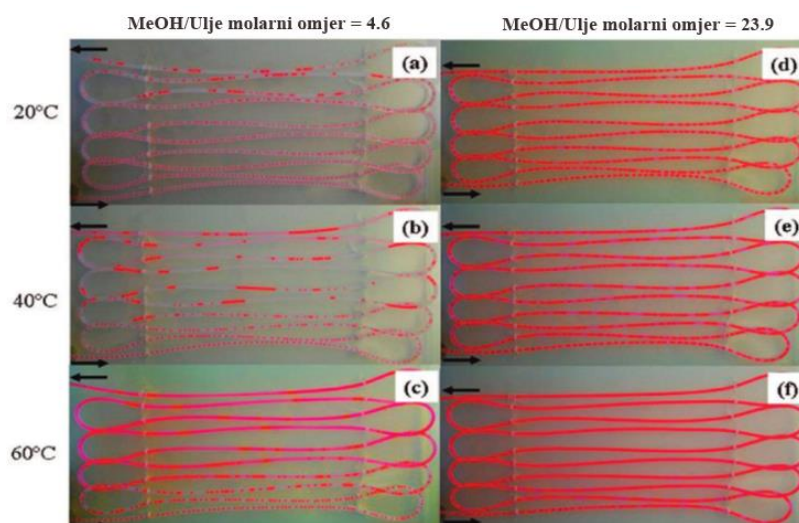 MeOH/Ulje molarni omjer = 4.6
MeOH/Ulje molarni omjer = 23.9
20°C
(a)
(d)
40°C
(b)
(e)
60°C
(c)
(f)